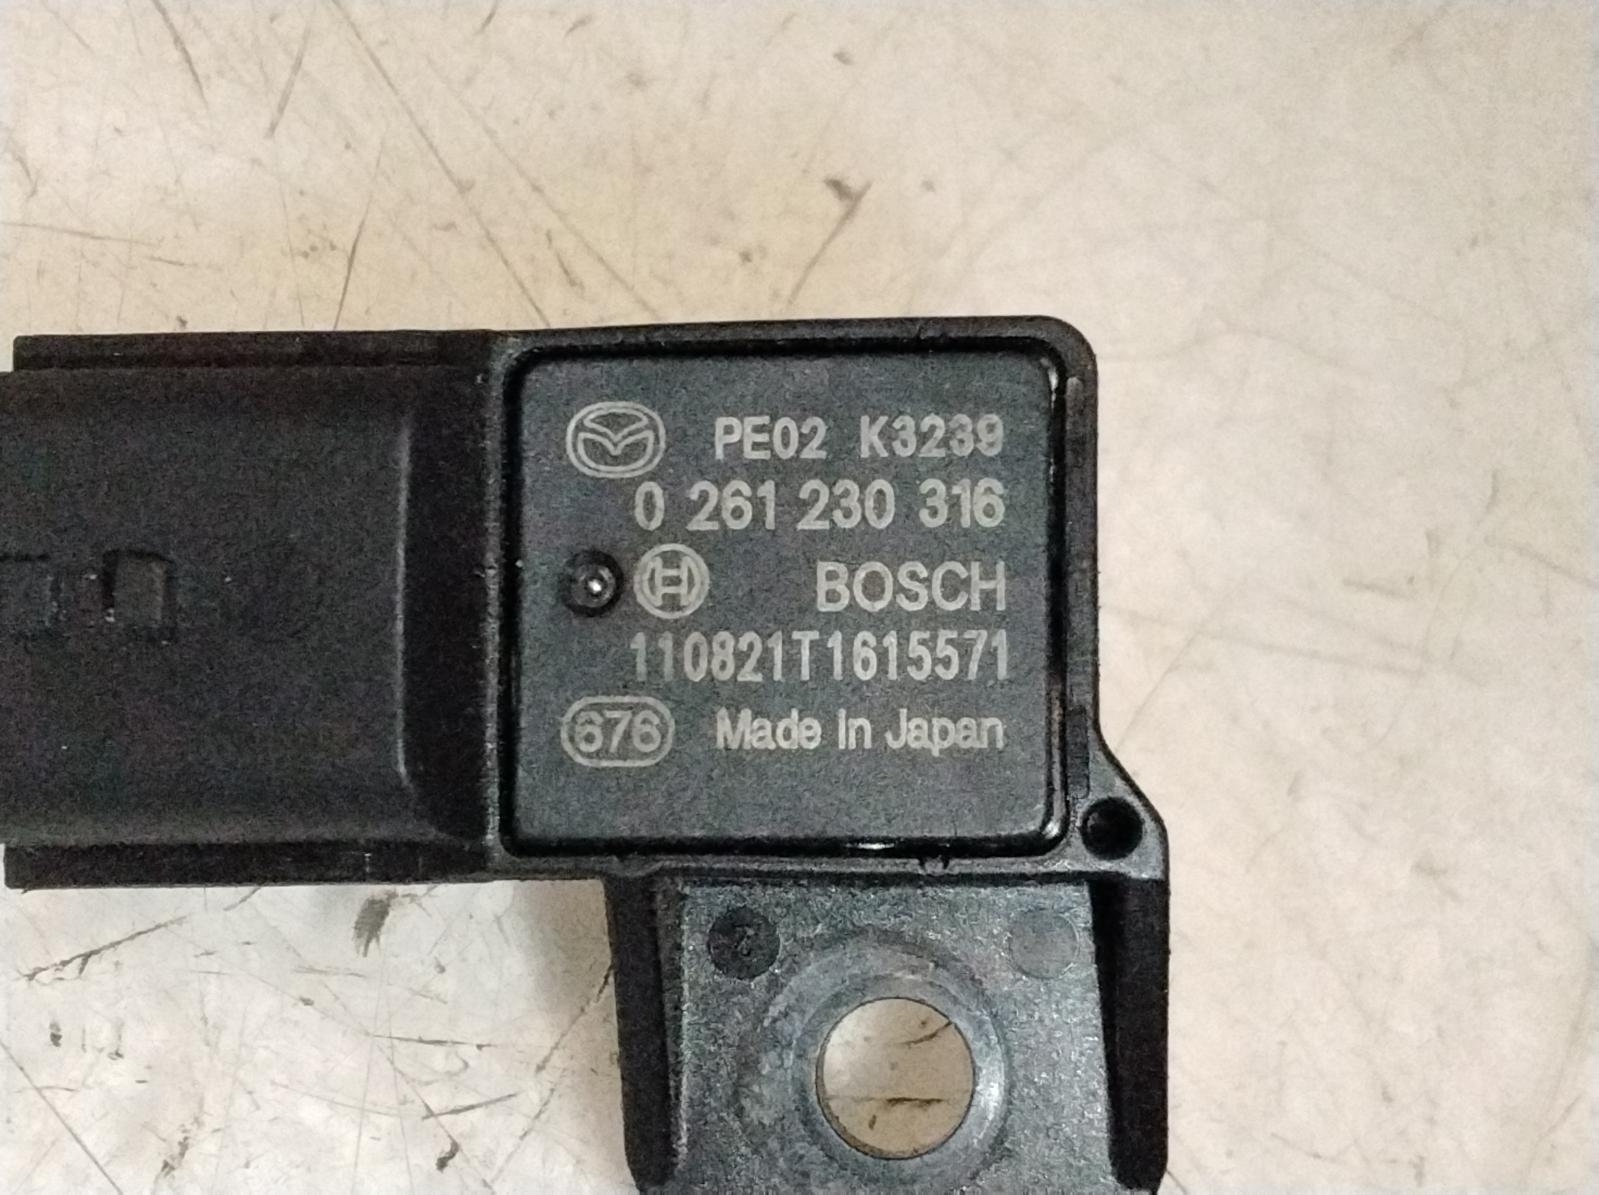 PE02 K3239
0 261 230 316
BOSCH
110821T1615571
676 Made in Japan